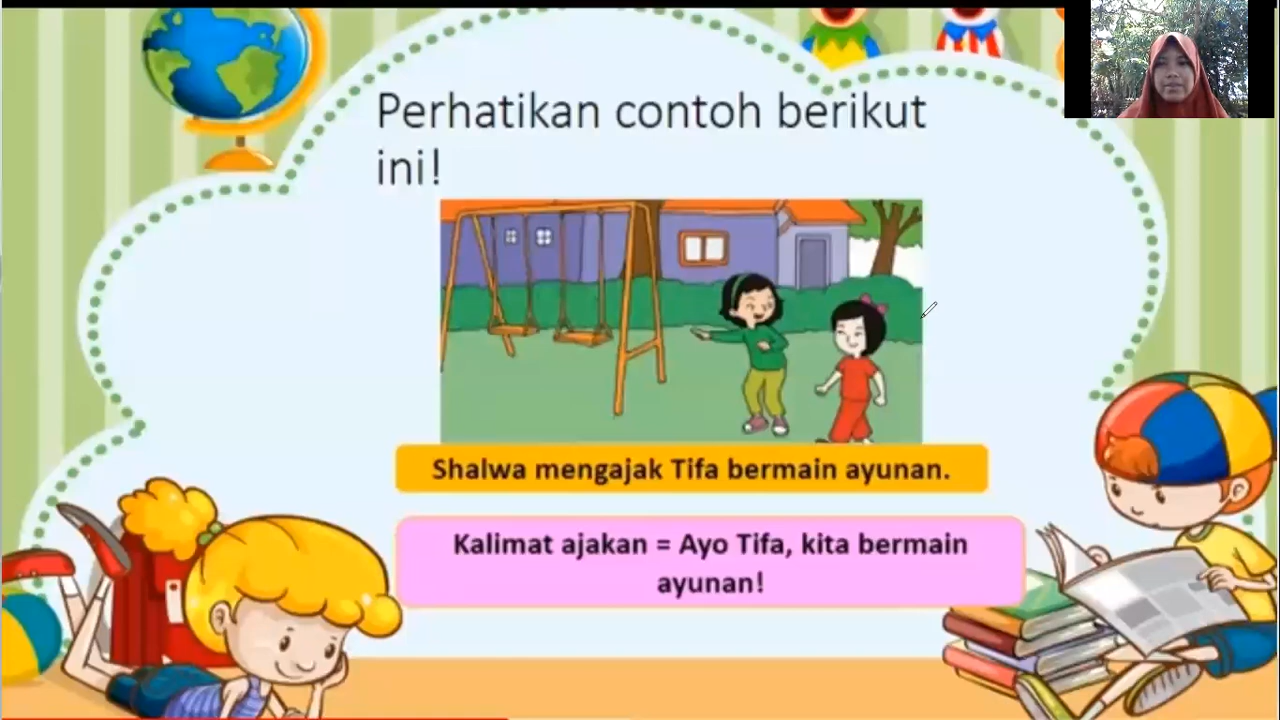 Perhatikan contoh berikut
ini!
Shalwa mengajak Tifa bermain ayunan.
Kalimat ajakan = Ayo Tifa, kita bermain
ayunan!